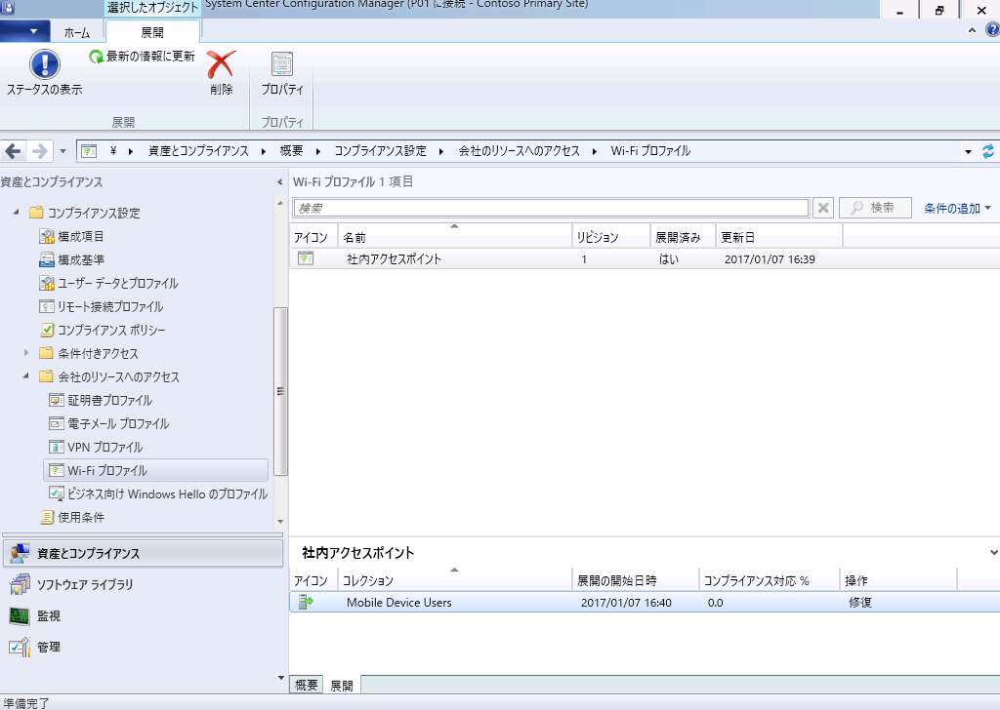 選択したオブジェクト System Center Configuration Manager (P01 に接続 - Contoso Primary Site)
ホーム 展開
ステータスの表示
最新の情報に更新
削除
プロパティ
展開
プロパティ
¥ 資産とコンプライアンス 概要 コンプライアンス設定 会社のリソースへのアクセス Wi-Fi プロファイル
資産とコンプライアンス
コンプライアンス設定
構成項目
構成基準
ユーザー データとプロファイル
リモート接続プロファイル
コンプライアンス ポリシー
条件付きアクセス
会社のリソースへのアクセス
証明書プロファイル
電子メール プロファイル
VPN プロファイル
Wi-Fi プロファイル
ビジネス向け Windows Hello のプロファイル
使用条件
資産とコンプライアンス
ソフトウェア ライブラリ
監視
管理
Wi-Fi プロファイル 1 項目
検索 検索 条件の追加
アイコン 名前 リビジョン 展開済み 更新日
社内アクセスポイント 1 はい 2017/01/07 16:39
社内アクセスポイント
アイコン コレクション 展開の開始日時 コンプライアンス対応 % 操作
Mobile Device Users 2017/01/07 16:40 0.0 修復
概要 展開
準備完了